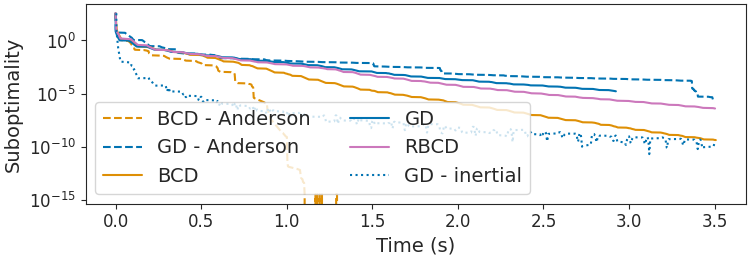 Suboptimality
10^0
10^−5
10^−10
10^−15
BCD - Anderson
GD - Anderson
BCD
GD
RBCD
GD - inertial
0.0 0.5 1.0 1.5 2.0 2.5 3.0 3.5
Time (s)